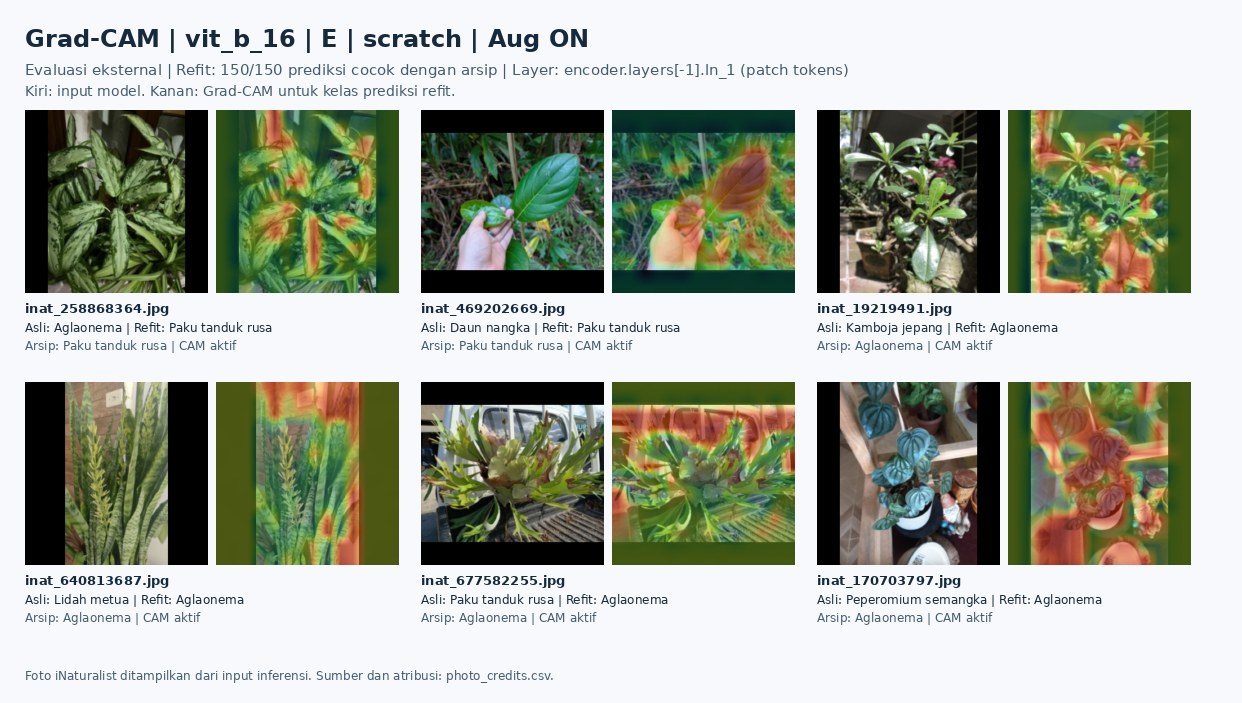 Grad-CAM | vit_b_16 | E | scratch | Aug ON
Evaluasi eksternal | Refit: 150/150 prediksi cocok dengan arsip | Layer: encoder.layers[-1].ln_1 (patch tokens)
Kiri: input model. Kanan: Grad-CAM untuk kelas prediksi refit.
inat_258868364.jpg
Asli: Aglaonema | Refit: Paku tanduk rusa
Arsip: Paku tanduk rusa | CAM aktif
inat_469202669.jpg
Asli: Daun nangka | Refit: Paku tanduk rusa
Arsip: Paku tanduk rusa | CAM aktif
inat_19219491.jpg
Asli: Kamboja jepang | Refit: Aglaonema
Arsip: Aglaonema | CAM aktif
inat_640813687.jpg
Asli: Lidah metua | Refit: Aglaonema
Arsip: Aglaonema | CAM aktif
inat_677582255.jpg
Asli: Paku tanduk rusa | Refit: Aglaonema
Arsip: Aglaonema | CAM aktif
inat_170703797.jpg
Asli: Peperomium semangka | Refit: Aglaonema
Arsip: Aglaonema | CAM aktif
Foto iNaturalist ditampilkan dari input inferensi. Sumber dan atribusi: photo_credits.csv.